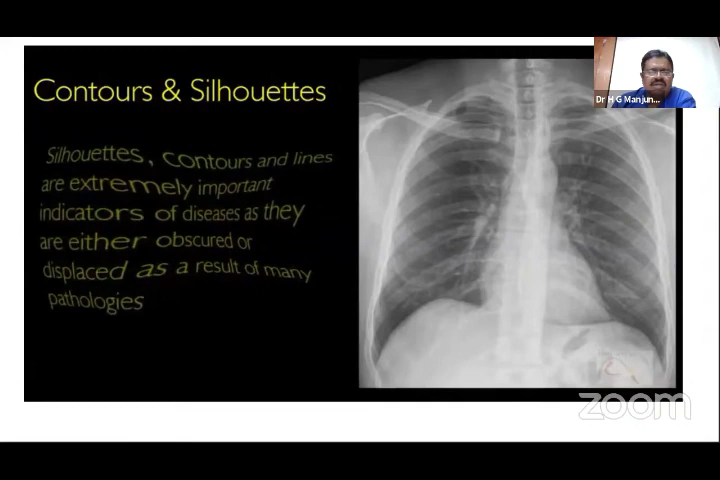 Contours & Silhouettes
Dr H G Manjun...
Silhouettes, contours and lines
are extremely important
indicators of diseases as they
are either obscured or
displaced as a result of many
pathologies
zoom